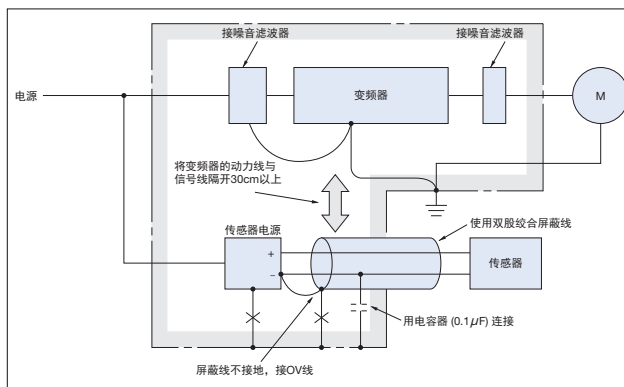 接噪音滤波器
接噪音滤波器
电源
变频器
M
将变频器的动力线与
信号线隔开30cm以上
使用双股绞合屏蔽线
传感器电源
+
−
传感器
用电容器 (0.1μF) 连接
屏蔽线不接地，接OV线